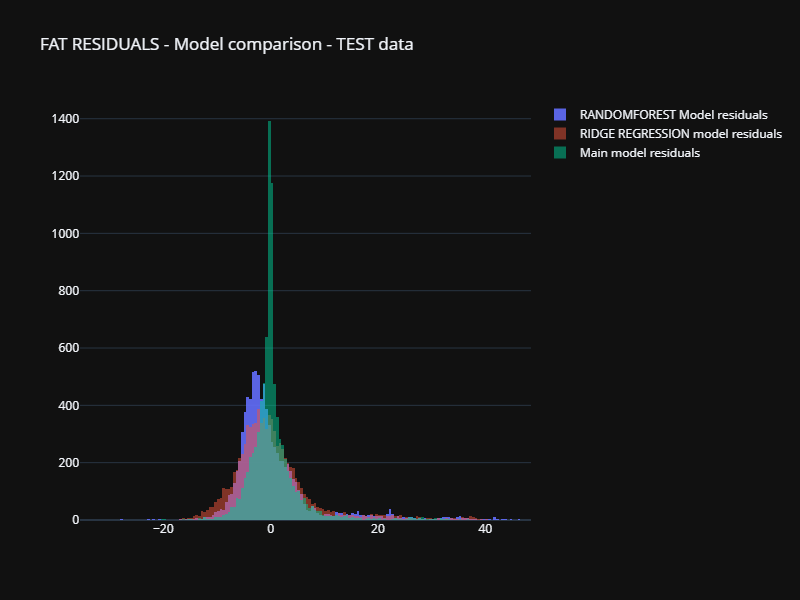 FAT RESIDUALS - Model comparison - TEST data
RANDOMFOREST Model residuals
RIDGE REGRESSION model residuals
Main model residuals
1400
1200
1000
800
600
400
200
0
−20 0 20 40